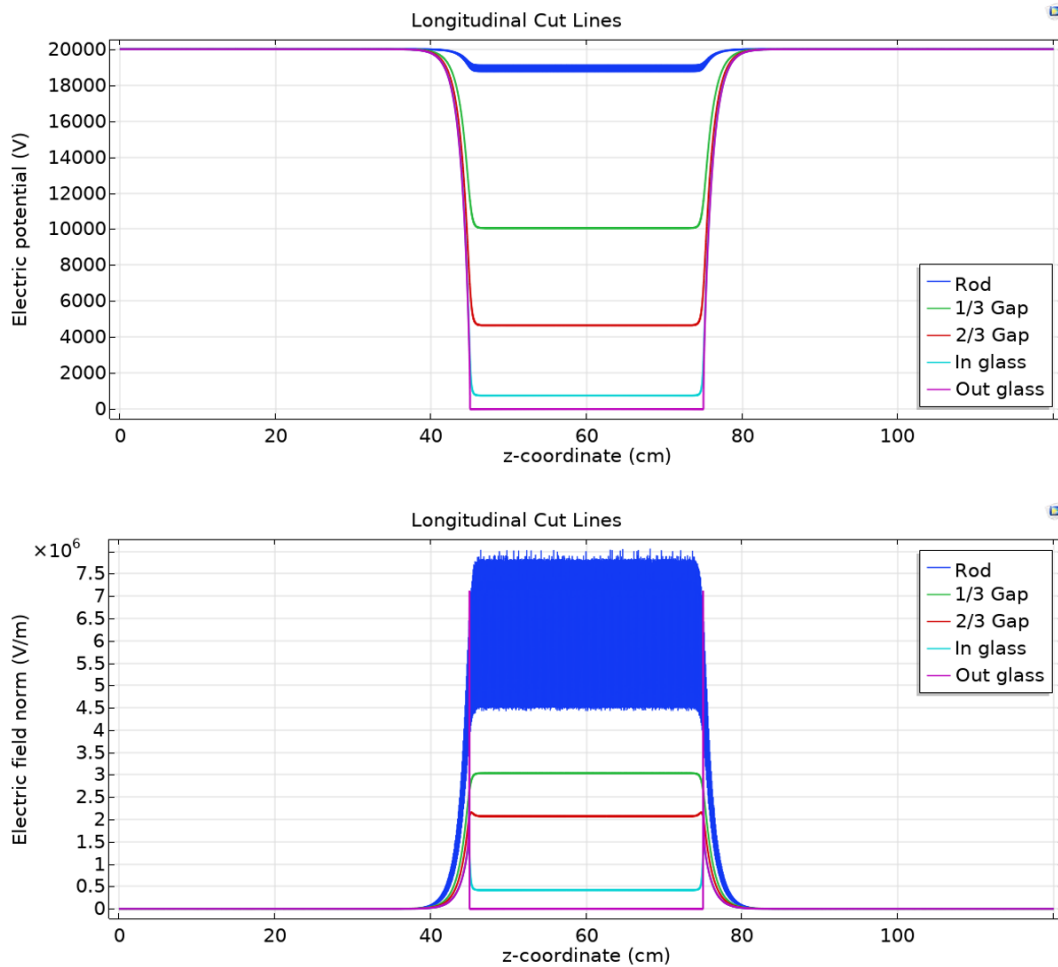 Longitudinal Cut Lines
Electric potential (V)
20000
18000
16000
14000
12000
10000
8000
6000
4000
2000
0
Rod
1/3 Gap
2/3 Gap
In glass
Out glass
0 20 40 60 80 100
z-coordinate (cm)
Longitudinal Cut Lines
×10⁶
Electric field norm (V/m)
7.5
7
6.5
6
5.5
5
4.5
4
3.5
3
2.5
2
1.5
1
0.5
0
Rod
1/3 Gap
2/3 Gap
In glass
Out glass
0 20 40 60 80 100
z-coordinate (cm)